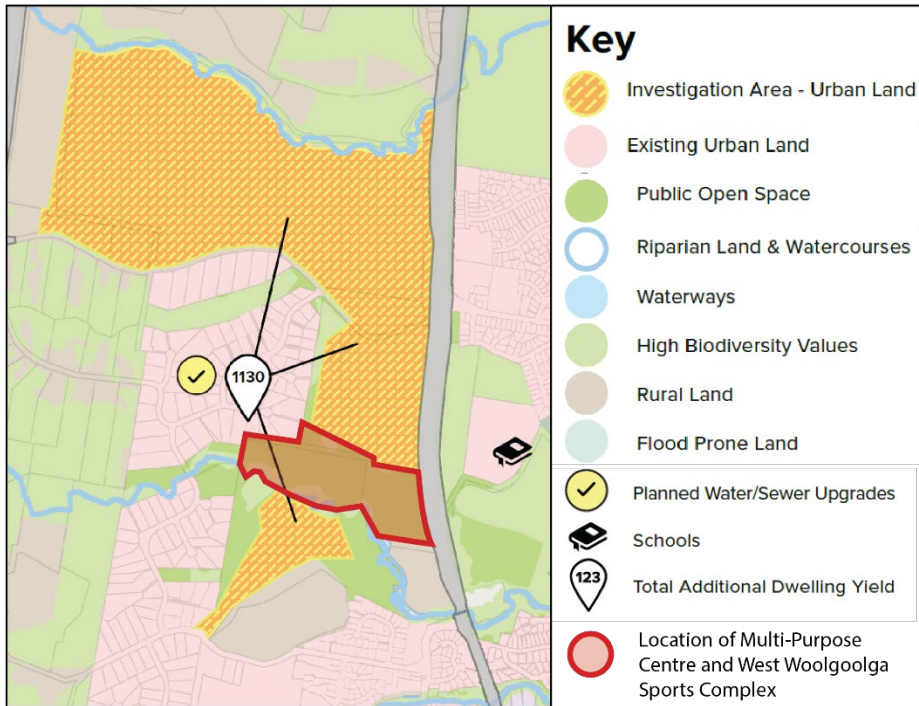 Key
Investigation Area - Urban Land
Existing Urban Land
Public Open Space
Riparian Land & Watercourses
Waterways
High Biodiversity Values
Rural Land
Flood Prone Land
Planned Water/Sewer Upgrades
Schools
123
Total Additional Dwelling Yield
Location of Multi-Purpose
Centre and West Woolgoolga
Sports Complex
1130